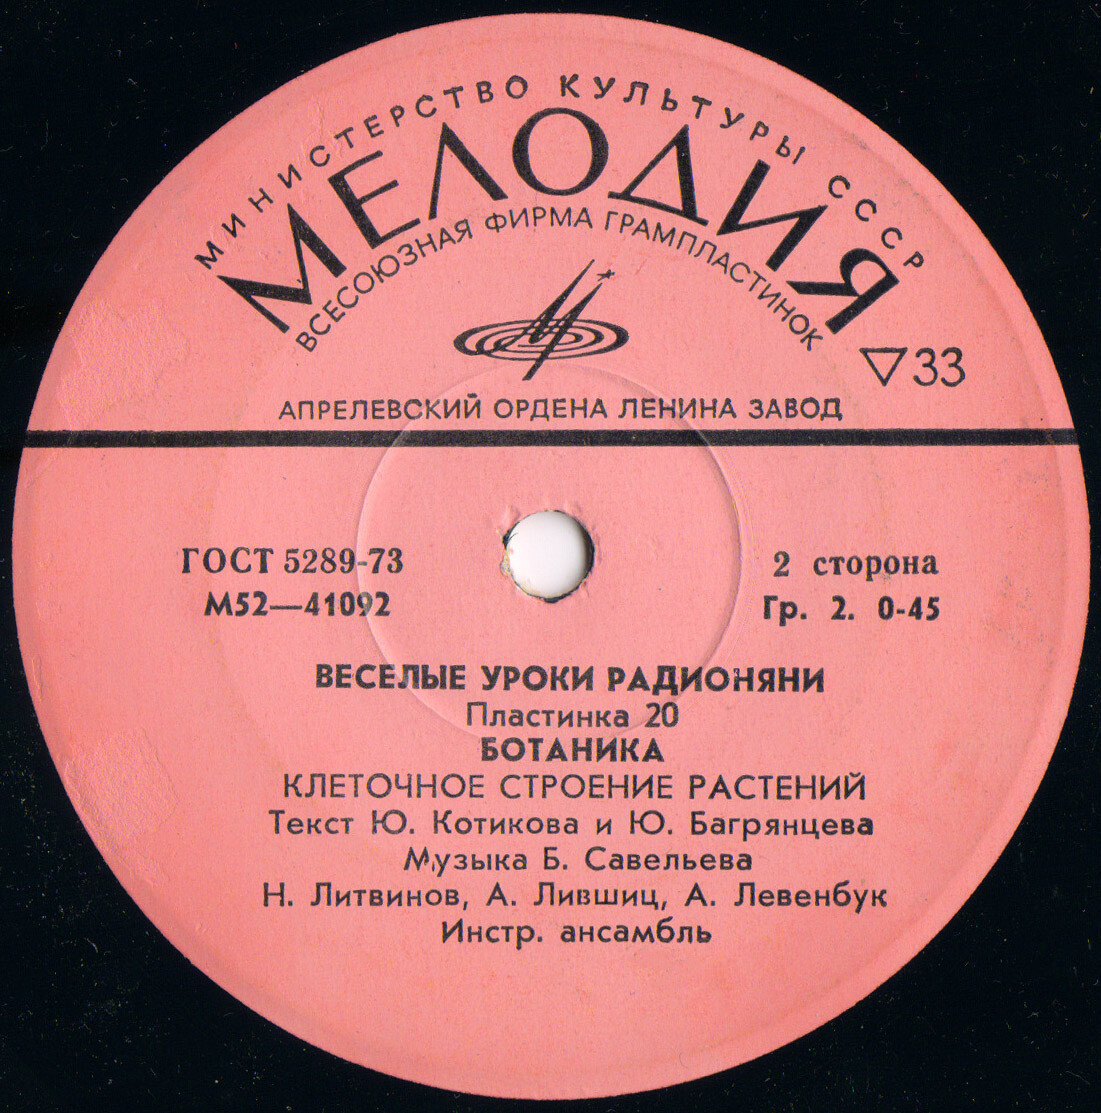 МИНИСТЕРСТВО КУЛЬТУРЫ СССР
МЕЛОДИЯ
ВСЕСОЮЗНАЯ ФИРМА ГРАМПЛАСТИНОК
▽33
АПРЕЛЕВСКИЙ ОРДЕНА ЛЕНИНА ЗАВОД
ГОСТ 5289-73
М52—41092
2 сторона
Гр. 2. 0-45
ВЕСЕЛЫЕ УРОКИ РАДИОНЯНИ
Пластинка 20
БОТАНИКА
КЛЕТОЧНОЕ СТРОЕНИЕ РАСТЕНИЙ
Текст Ю. Котикова и Ю. Багрянцева
Музыка Б. Савельева
Н. Литвинов, А. Лившиц, А. Левенбук
Инстр. ансамбль